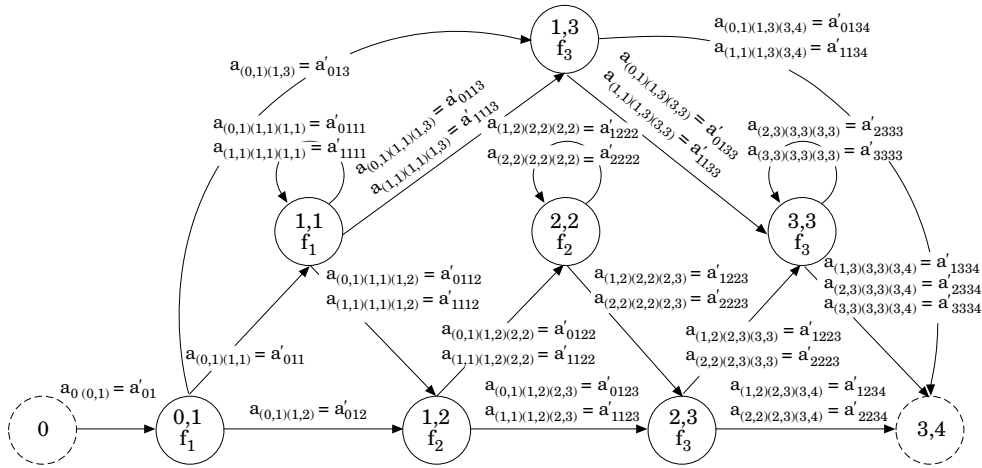 1,3
f₃
a(0,1)(1,3)(3,4) = a′0134
a(1,1)(1,3)(3,4) = a′1134
a(0,1)(1,3) = a′013
a(0,1)(1,1)(1,3) = a′0113
a(1,1)(1,1)(1,3) = a′1113
a(0,1)(1,3)(3,3) = a′0133
a(1,1)(1,3)(3,3) = a′1133
a(0,1)(1,1)(1,1) = a′0111
a(1,1)(1,1)(1,1) = a′1111
a(1,2)(2,2)(2,2) = a′1222
a(2,2)(2,2)(2,2) = a′2222
a(2,3)(3,3)(3,3) = a′2333
a(3,3)(3,3)(3,3) = a′3333
1,1
f₁
2,2
f₂
3,3
f₃
a(0,1)(1,1)(1,2) = a′0112
a(1,1)(1,1)(1,2) = a′1112
a(1,2)(2,2)(2,3) = a′1223
a(2,2)(2,2)(2,3) = a′2223
a(1,3)(3,3)(3,4) = a′1334
a(2,3)(3,3)(3,4) = a′2334
a(3,3)(3,3)(3,4) = a′3334
a(0,1)(1,1) = a′011
a(0,1)(1,2)(2,2) = a′0122
a(1,1)(1,2)(2,2) = a′1122
a(1,2)(2,3)(3,3) = a′1223
a(2,2)(2,3)(3,3) = a′2223
a0 (0,1) = a′01
a(0,1)(1,2) = a′012
a(0,1)(1,2)(2,3) = a′0123
a(1,1)(1,2)(2,3) = a′1123
a(1,2)(2,3)(3,4) = a′1234
a(2,2)(2,3)(3,4) = a′2234
0
0,1
f₁
1,2
f₂
2,3
f₃
3,4